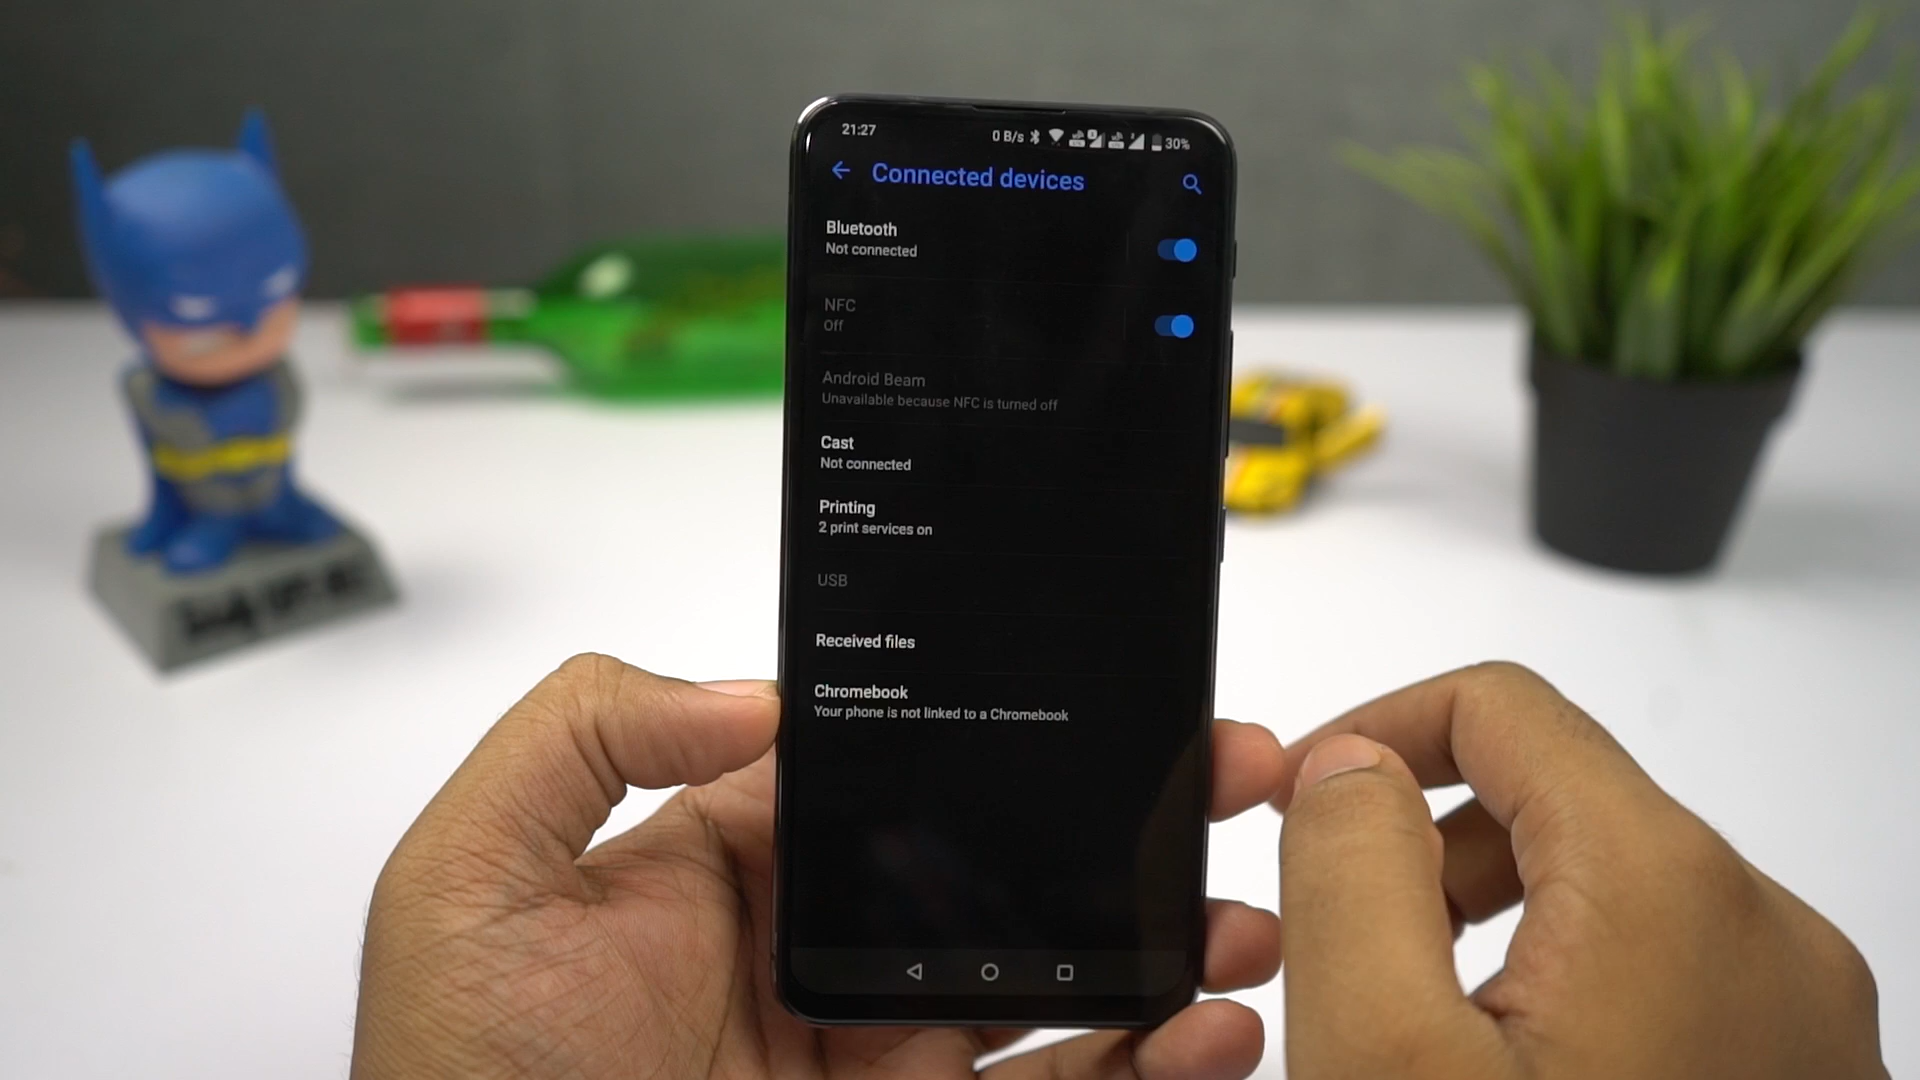 21:27
0 B/s
30%
Connected devices
Bluetooth
Not connected
NFC
Off
Android Beam
Unavailable because NFC is turned off
Cast
Not connected
Printing
2 print services on
USB
Received files
Chromebook
Your phone is not linked to a Chromebook